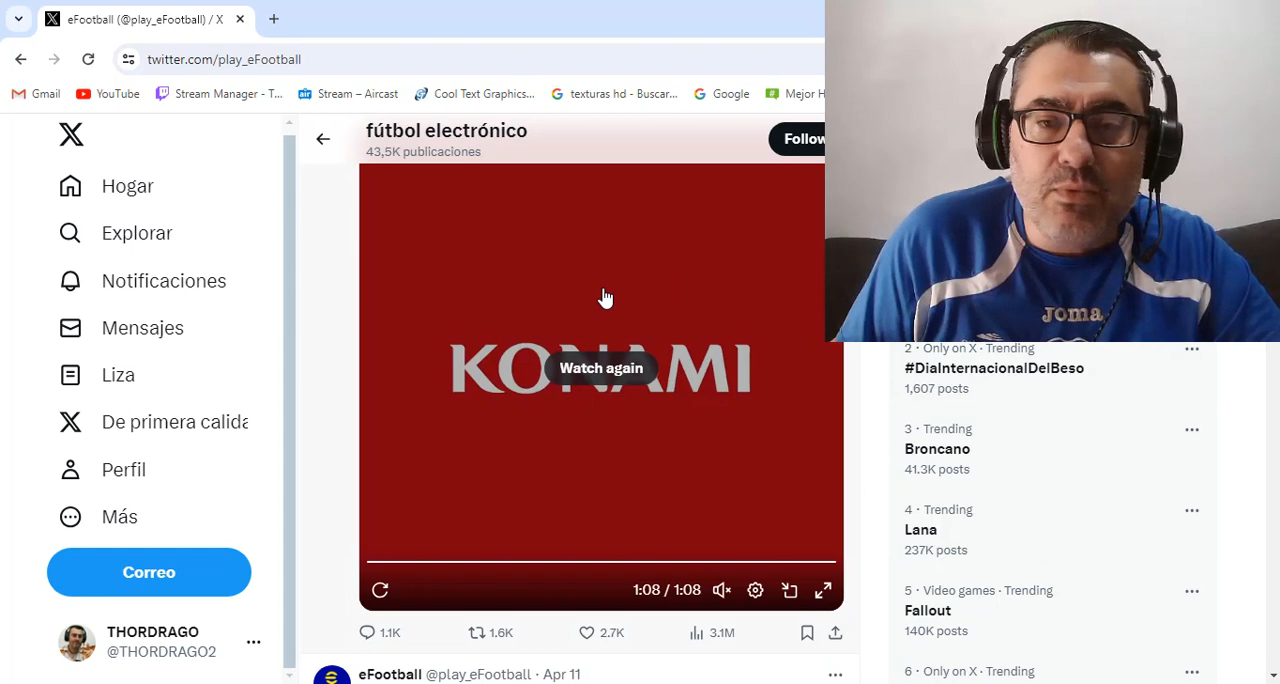 eFootball (@play_eFootball) / X
twitter.com/play_eFootball
Gmail
YouTube
Stream Manager - T...
Stream – Aircast
Cool Text Graphics...
texturas hd - Buscar...
Google
Mejor H
fútbol electrónico
43,5K publicaciones
Follow
Hogar
Explorar
Notificaciones
Mensajes
Liza
De primera calida
Perfil
Más
Correo
THORDRAGO
@THORDRAGO2
KONAMI
Watch again
1:08 / 1:08
1.1K
1.6K
2.7K
3.1M
eFootball @play_eFootball · Apr 11
Joma
2 · Only on X · Trending
#DiaInternacionalDelBeso
1,607 posts
3 · Trending
Broncano
41.3K posts
4 · Trending
Lana
237K posts
5 · Video games · Trending
Fallout
140K posts
6 · Only on X · Trending